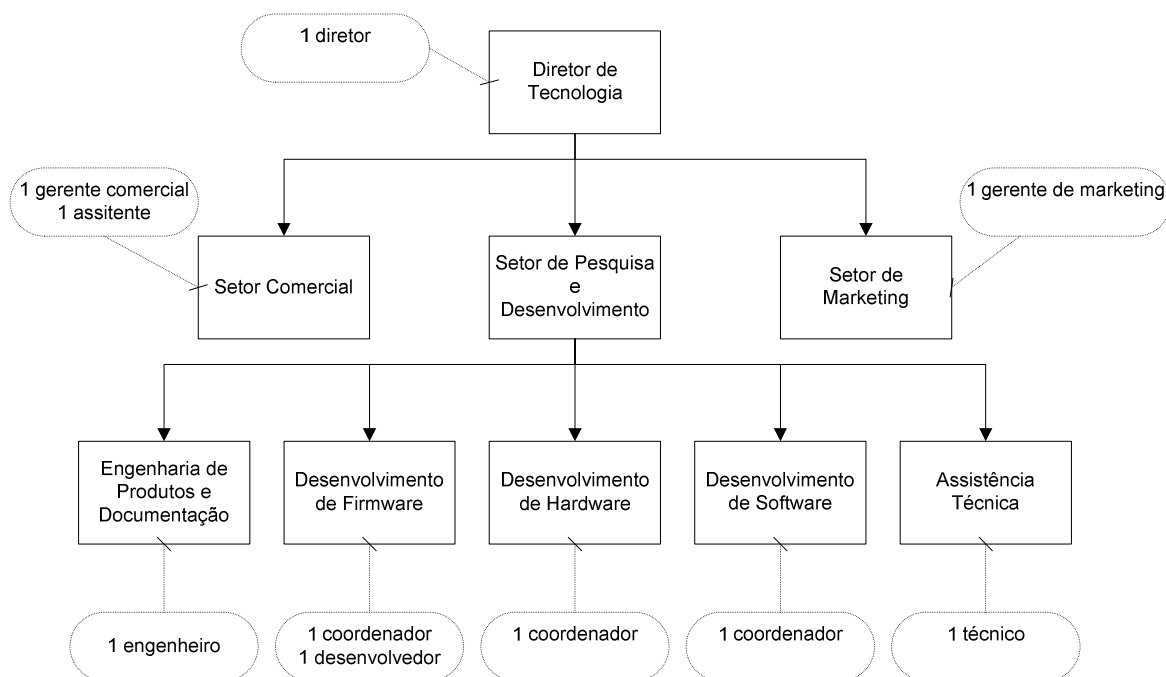 1 diretor
Diretor de
Tecnologia
1 gerente comercial
1 assitente
1 gerente de marketing
Setor Comercial
Setor de Pesquisa
e
Desenvolvimento
Setor de
Marketing
Engenharia de
Produtos e
Documentação
Desenvolvimento
de Firmware
Desenvolvimento
de Hardware
Desenvolvimento
de Software
Assistência
Técnica
1 engenheiro
1 coordenador
1 desenvolvedor
1 coordenador
1 coordenador
1 técnico